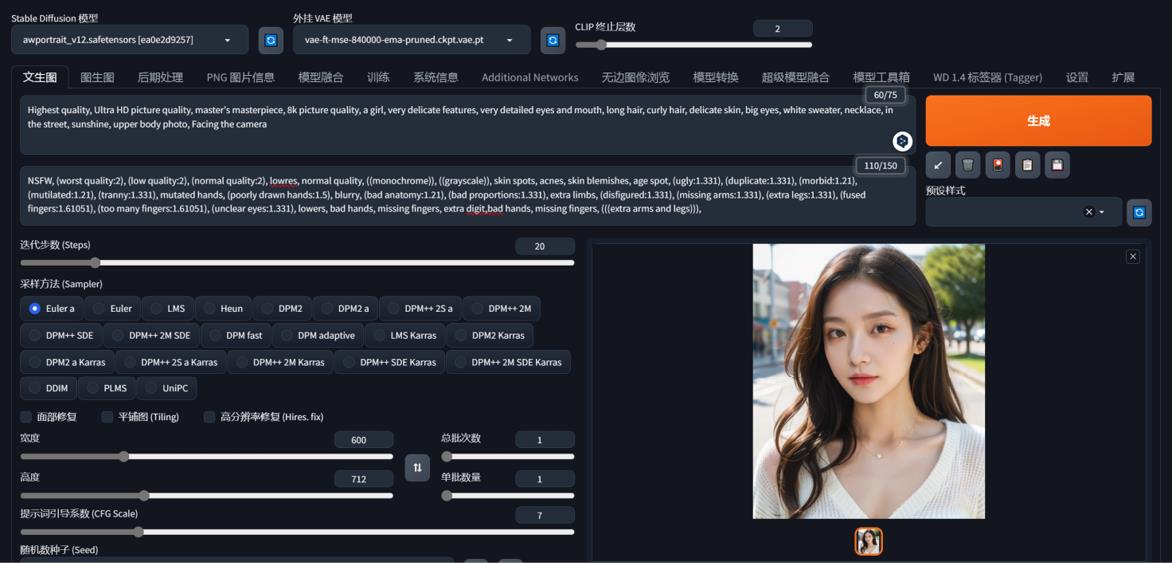 Stable Diffusion 模型
外挂 VAE 模型
CLIP 终止层数
2
awportrait_v12.safetensors [ea0e2d9257]
vae-ft-mse-840000-ema-pruned.ckpt.vae.pt
文生图 图生图 后期处理 PNG 图片信息 模型融合 训练 系统信息 Additional Networks 无边图像浏览 模型转换 超级模型融合 模型工具箱 WD 1.4 标签器 (Tagger) 设置 扩展
60/75
Highest quality, Ultra HD picture quality, master's masterpiece, 8k picture quality, a girl, very delicate features, very detailed eyes and mouth, long hair, curly hair, delicate skin, big eyes, white sweater, necklace, in
the street, sunshine, upper body photo, Facing the camera
生成
110/150
NSFW, (worst quality:2), (low quality:2), (normal quality:2), lowres, normal quality, ((monochrome)), ((grayscale)), skin spots, acnes, skin blemishes, age spot, (ugly:1.331), (duplicate:1.331), (morbid:1.21),
(mutilated:1.21), (tranny:1.331), mutated hands, (poorly drawn hands:1.5), blurry, (bad anatomy:1.21), (bad proportions:1.331), extra limbs, (disfigured:1.331), (missing arms:1.331), (extra legs:1.331), (fused
fingers:1.61051), (too many fingers:1.61051), (unclear eyes:1.331), lowers, bad hands, missing fingers, extra digit,bad hands, missing fingers, (((extra arms and legs))),
预设样式
迭代步数 (Steps)
20
采样方法 (Sampler)
Euler a Euler LMS Heun DPM2 DPM2 a DPM++ 2S a DPM++ 2M
DPM++ SDE DPM++ 2M SDE DPM fast DPM adaptive LMS Karras DPM2 Karras
DPM2 a Karras DPM++ 2S a Karras DPM++ 2M Karras DPM++ SDE Karras DPM++ 2M SDE Karras
DDIM PLMS UniPC
面部修复 平铺图 (Tiling) 高分辨率修复 (Hires. fix)
宽度
600
总批次数
1
高度
712
单批数量
1
提示词引导系数 (CFG Scale)
7
随机数种子 (Seed)